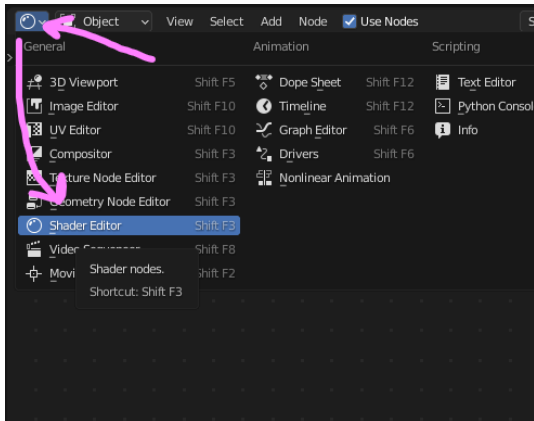 Object View Select Add Node Use Nodes S
General Animation Scripting
3D Viewport Shift F5 Dope Sheet Shift F12 Text Editor
Image Editor Shift F10 Timeline Shift F12 Python Consol
UV Editor Shift F10 Graph Editor Shift F6 Info
Compositor Shift F3 Drivers Shift F6
Texture Node Editor Shift F3 Nonlinear Animation
Geometry Node Editor Shift F3
Shader Editor Shift F3
Video Sequencer Shift F8
Movi Shift F2
Shader nodes.
Shortcut: Shift F3